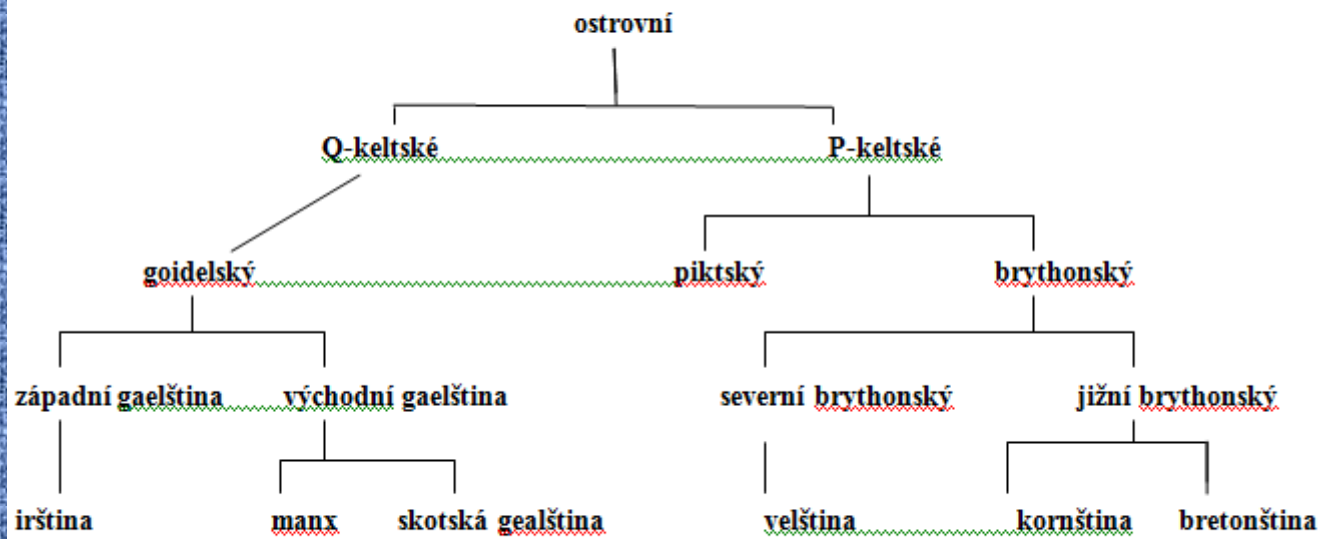 ostrovní
Q-keltské P-keltské
goidelský piktský brythonský
západní gaelština východní gaelština severní brythonský jižní brythonský
irština manx skotská gealština velština kornština bretonština